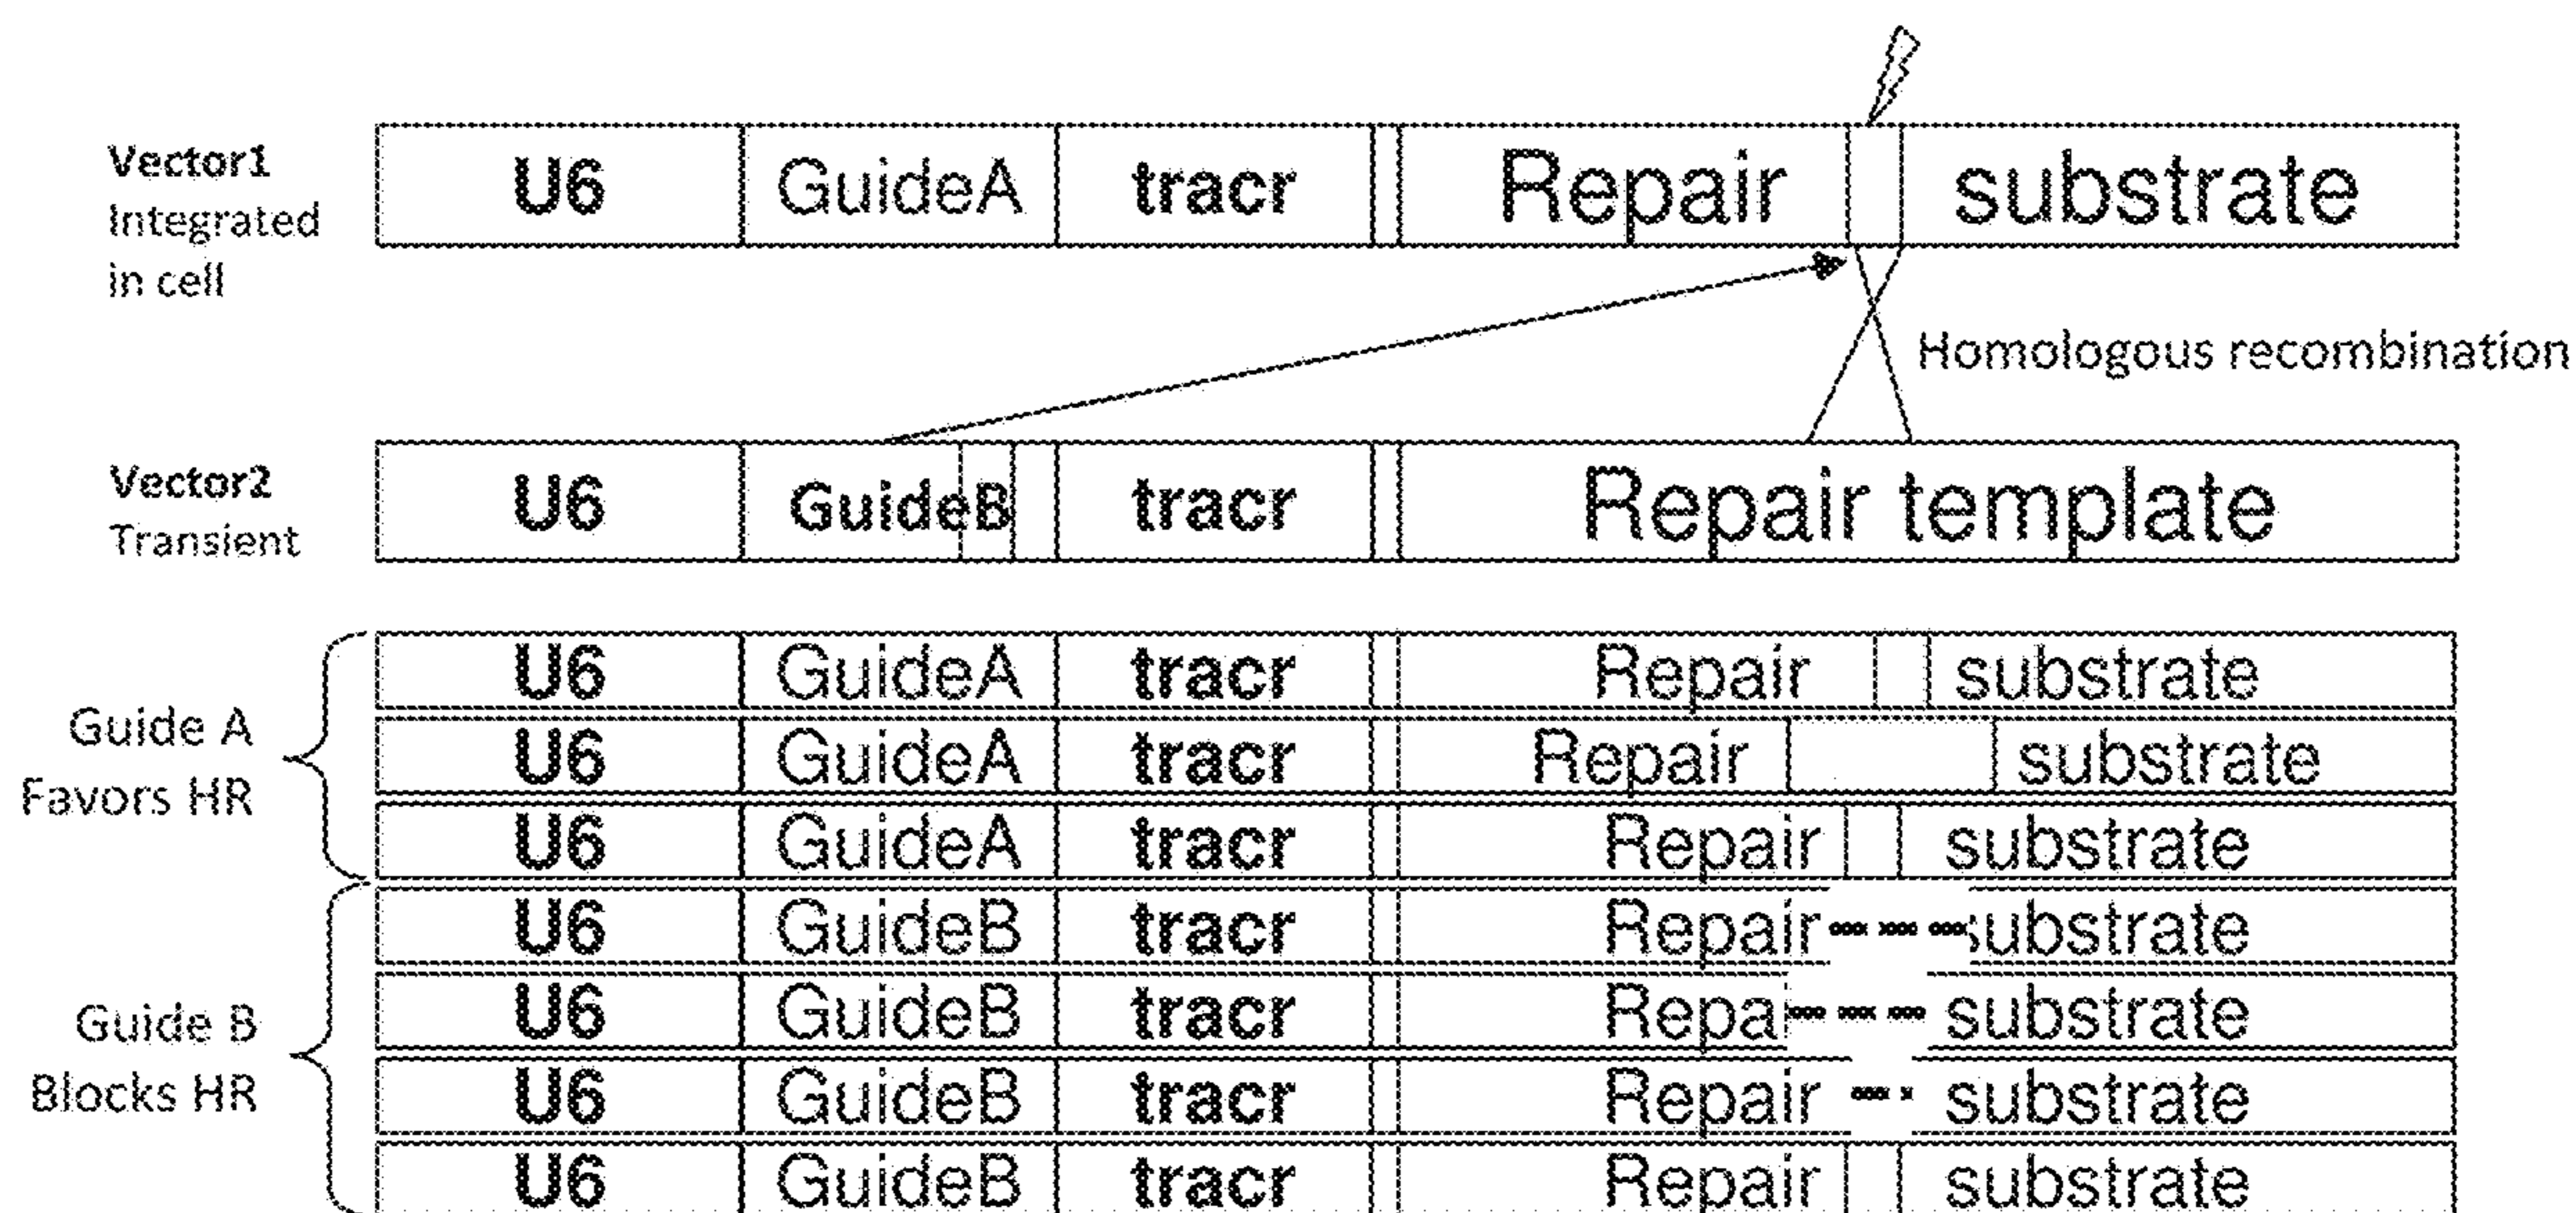 Vector1
Integrated
in cell
U6 GuideA tracr Repair substrate
Homologous recombination
Vector2
Transient
U6 GuideB tracr Repair template
Guide A
Favors HR
U6 GuideA tracr Repair substrate
U6 GuideA tracr Repair substrate
U6 GuideA tracr Repair substrate
Guide B
Blocks HR
U6 GuideB tracr Repair substrate
U6 GuideB tracr Repa substrate
U6 GuideB tracr Repair substrate
U6 GuideB tracr Repair substrate